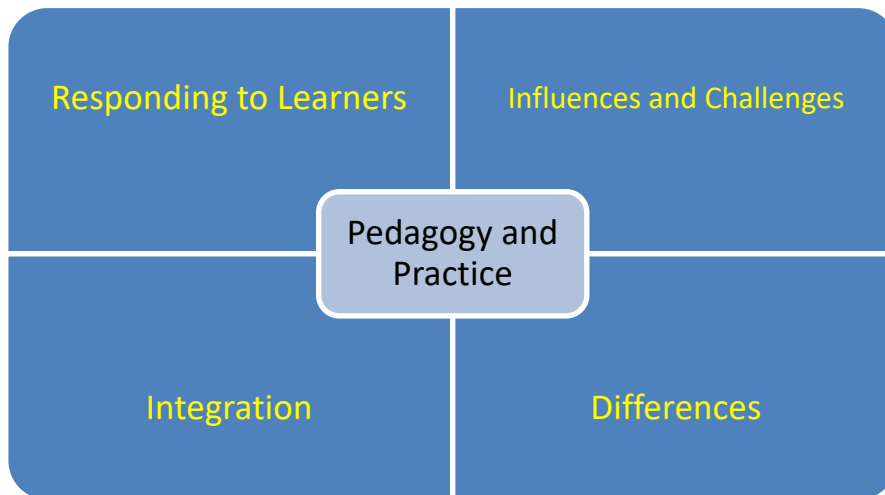 Responding to Learners
Influences and Challenges
Pedagogy and
Practice
Integration
Differences